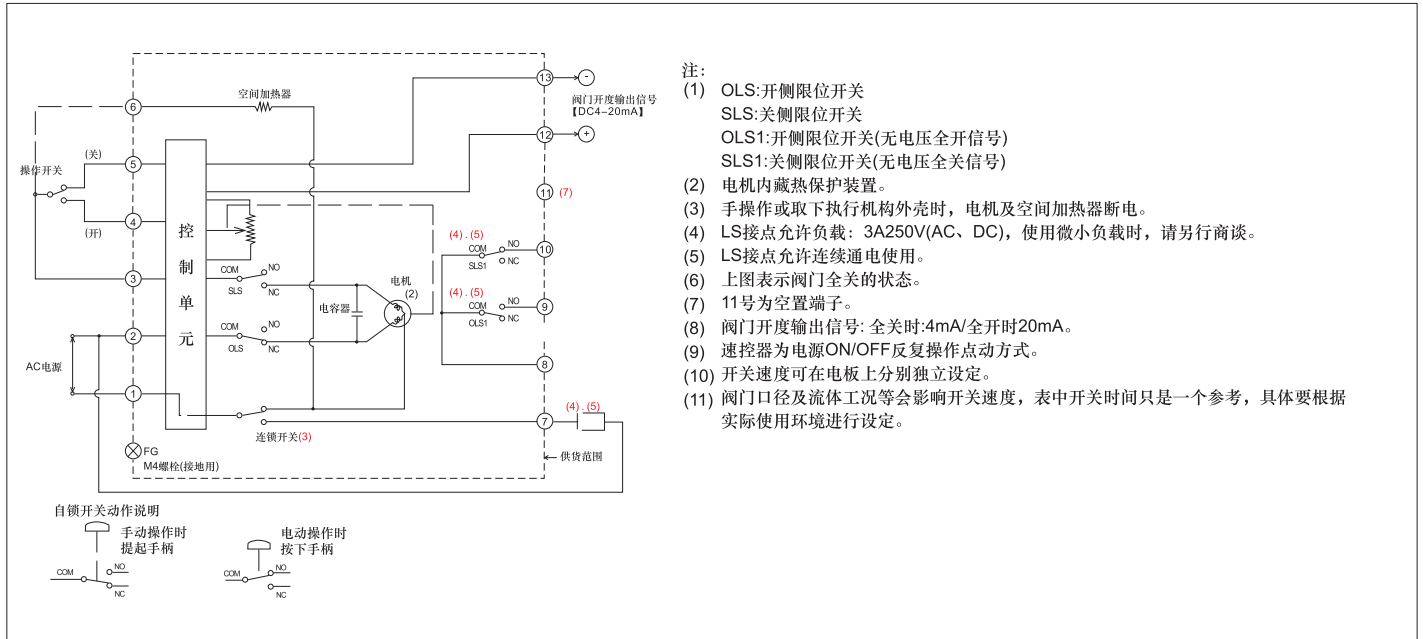 空间加热器
13
-
阀门开度输出信号
【DC4-20mA】
6
12
+
(关)
5
操作开关
11
(7)
4
(开)
控制单元
(4) . (5)
COM
NO
NC
SLS1
10
3
COM
NO
NC
SLS
电机
(2)
(4) . (5)
COM
NO
NC
OLS1
9
电容器
2
COM
NO
NC
OLS
8
AC电源
1
(4) . (5)
7
连锁开关(3)
FG
M4螺栓(接地用)
供货范围
自锁开关动作说明
手动操作时
提起手柄
COM
NO
NC
电动操作时
按下手柄
COM
NO
NC
注:
(1) OLS:开侧限位开关
SLS:关侧限位开关
OLS1:开侧限位开关(无电压全开信号)
SLS1:关侧限位开关(无电压全关信号)
(2) 电机内藏热保护装置。
(3) 手操作或取下执行机构外壳时，电机及空间加热器断电。
(4) LS接点允许负载：3A250V(AC、DC)，使用微小负载时，请另行商谈。
(5) LS接点允许连续通电使用。
(6) 上图表示阀门全关的状态。
(7) 11号为空置端子。
(8) 阀门开度输出信号: 全关时:4mA/全开时20mA。
(9) 速控器为电源ON/OFF反复操作点动方式。
(10) 开关速度可在电板上分别独立设定。
(11) 阀门口径及流体工况等会影响开关速度，表中开关时间只是一个参考，具体要根据
实际使用环境进行设定。